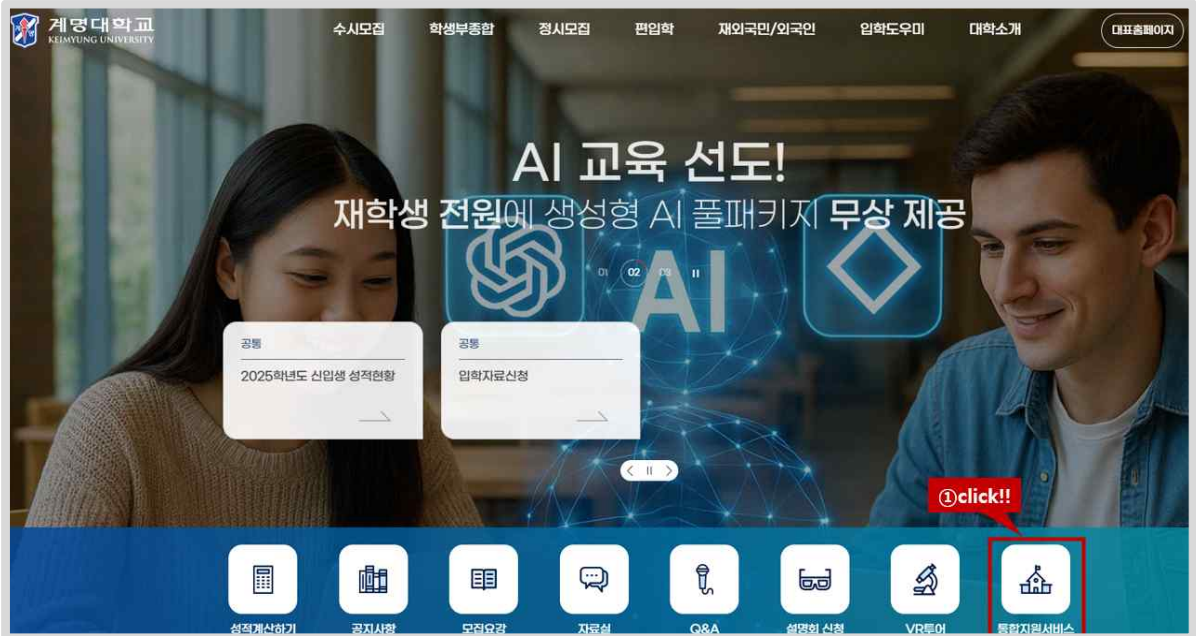 계명대학교
KEIMYUNG UNIVERSITY
수시모집 학생부종합 정시모집 편입학 재외국민/외국인 입학도우미 대학소개 대표홈페이지
AI 교육 선도!
재학생 전원에 생성형 AI 풀패키지 무상 제공
01 02 03
AI
공통
2025학년도 신입생 성적현황
공통
입학자료신청
①click!!
성적계산하기 공지사항 모집요강 자료실 Q&A 설명회 신청 VR투어 통합지원서비스